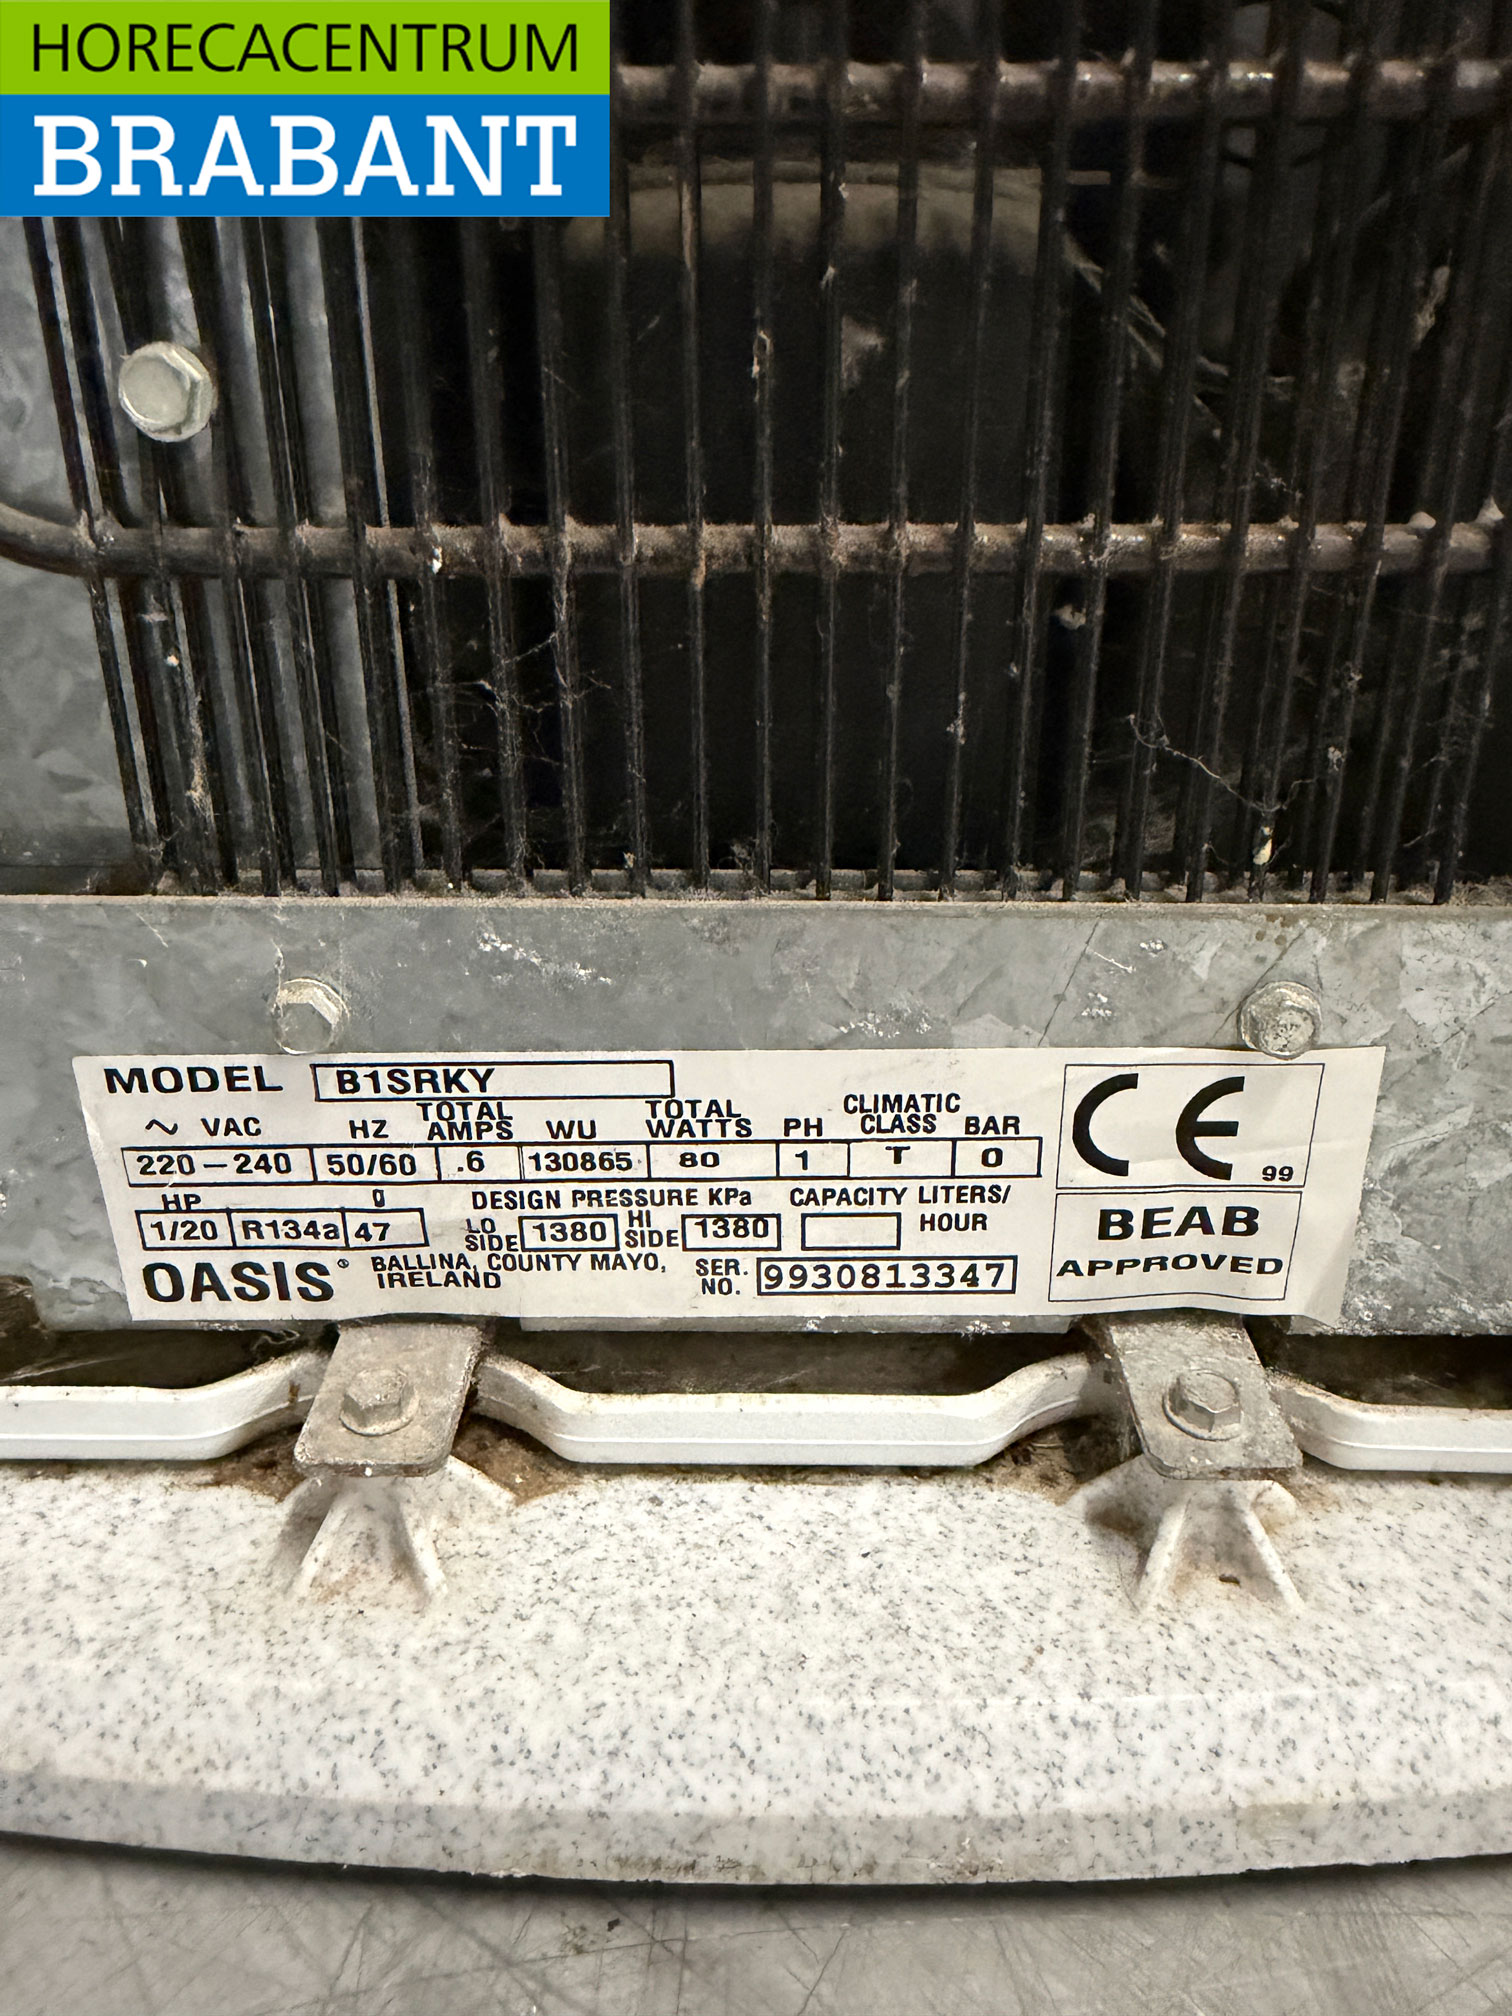 HORECACENTRUM
BRABANT
MODEL B1SRKY
~ VAC HZ TOTAL AMPS WU TOTAL WATTS PH CLIMATIC CLASS BAR
220-240 50/60 .6 130865 80 1 T 0
HP g DESIGN PRESSURE KPa CAPACITY LITERS/HOUR
1/20 R134a 47 LO SIDE 1380 HI SIDE 1380
OASIS® BALLINA, COUNTY MAYO, IRELAND SER. NO. 9930813347
CE 99
BEAB
APPROVED